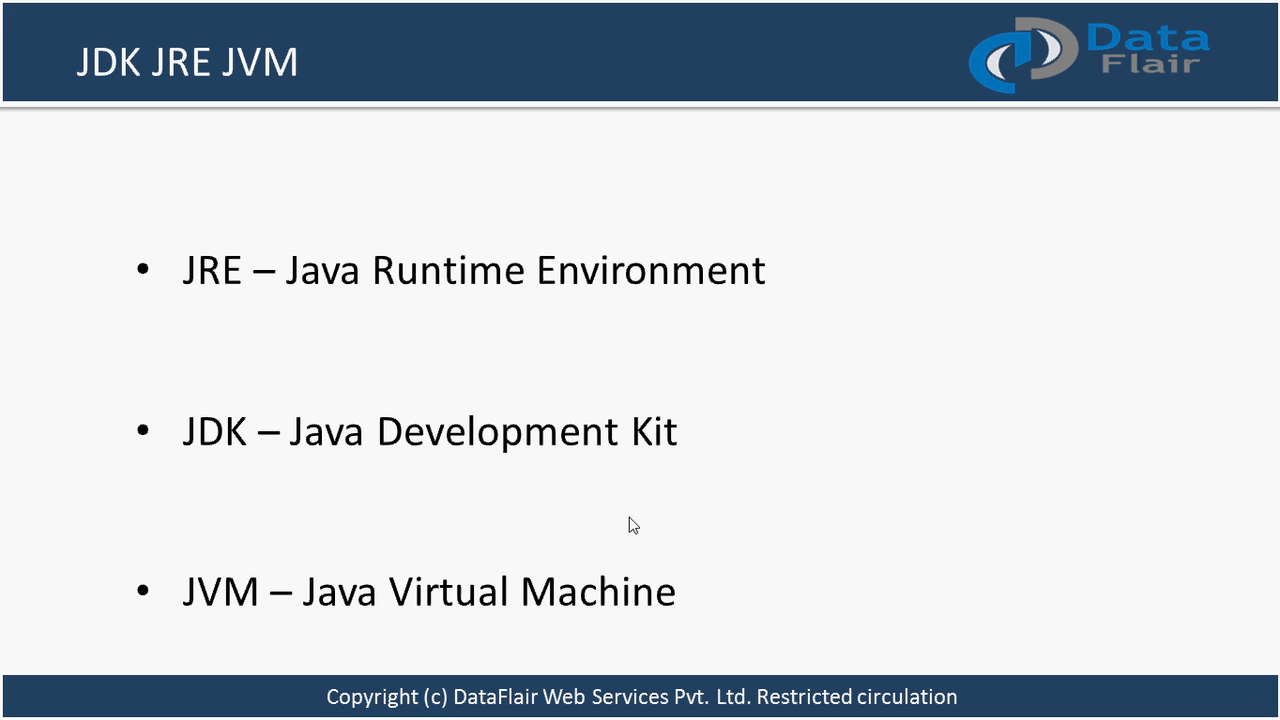 JDK JRE JVM
Data
Flair
• JRE – Java Runtime Environment
• JDK – Java Development Kit
• JVM – Java Virtual Machine
Copyright (c) DataFlair Web Services Pvt. Ltd. Restricted circulation